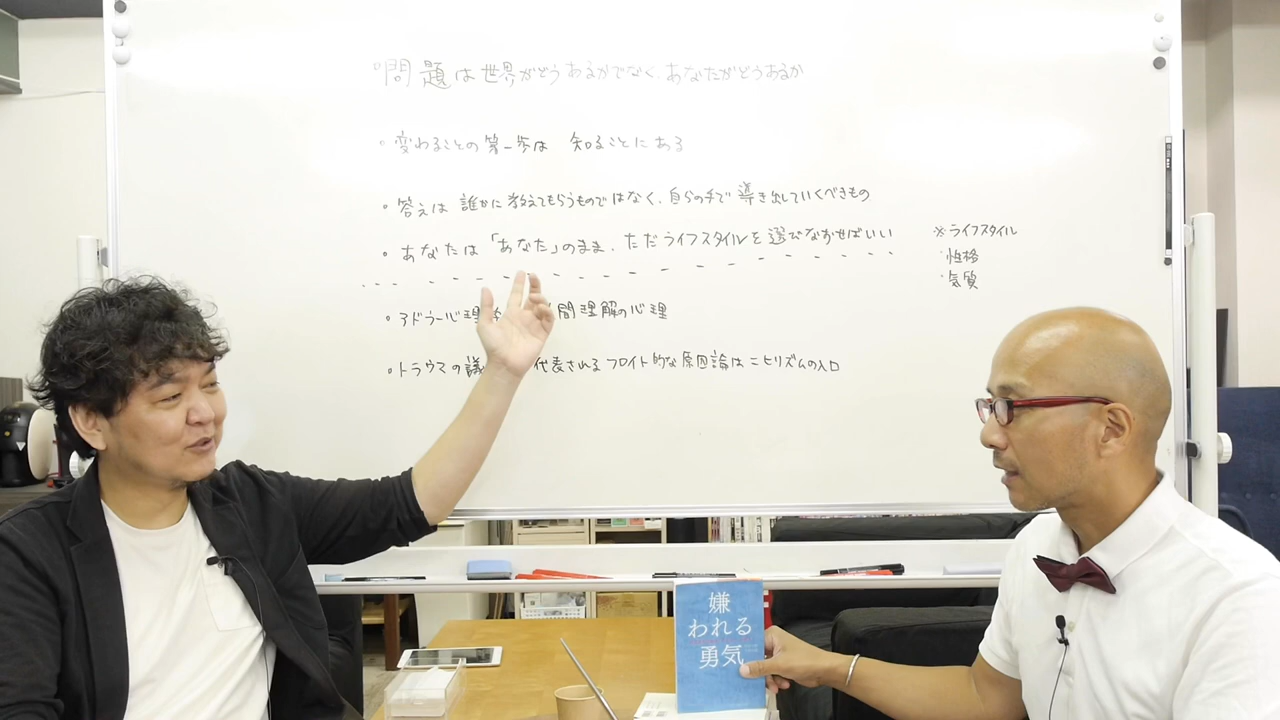 ・問題は世界がどうあるかでなく、あなたがどうあるか
・変わることの第一歩は 知ることにある
・答えは誰かに教えてもらうものではなく、自らの手で導き出していくべきもの
・あなたは「あなた」のまま、ただライフスタイルを選びなおせばいい
※ライフスタイル
・性格
・気質
・アドラー心理 間理解の心理
・トラウマの議 代表されるフロイト的な原因論はニヒリズムの入口
嫌
われる
勇気